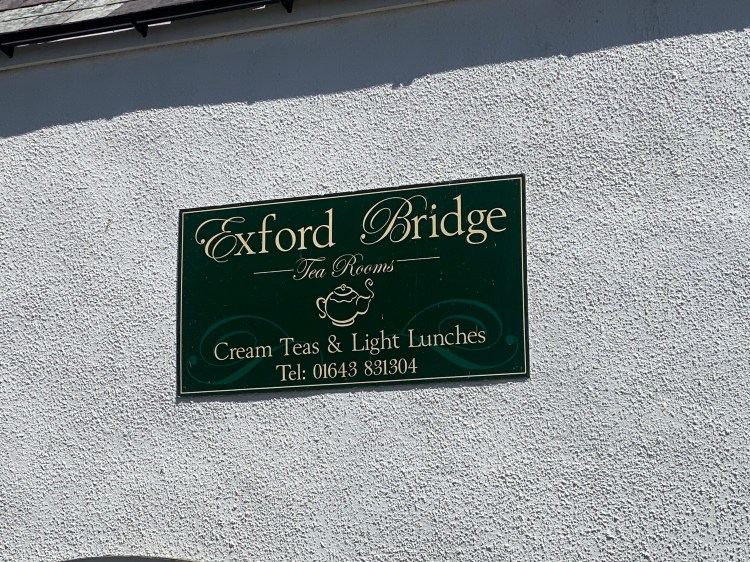 Exford Bridge
Tea Rooms
Cream Teas & Light Lunches
Tel: 01643 831304